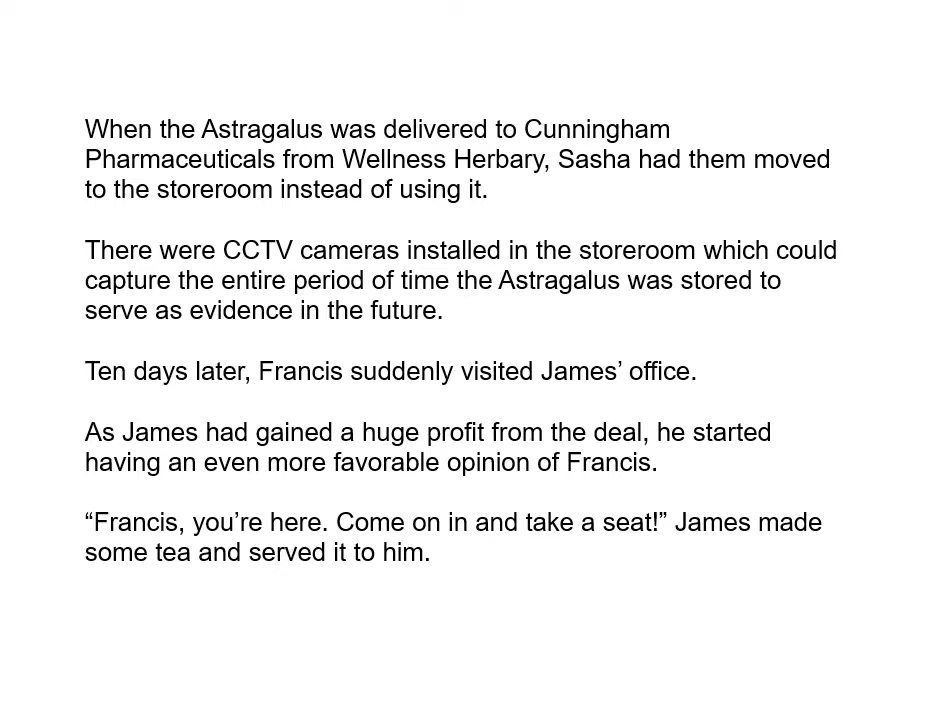 When the Astragalus was delivered to Cunningham
Pharmaceuticals from Wellness Herbary, Sasha had them moved
to the storeroom instead of using it.
There were CCTV cameras installed in the storeroom which could
capture the entire period of time the Astragalus was stored to
serve as evidence in the future.
Ten days later, Francis suddenly visited James’ office.
As James had gained a huge profit from the deal, he started
having an even more favorable opinion of Francis.
“Francis, you’re here. Come on in and take a seat!” James made
some tea and served it to him.